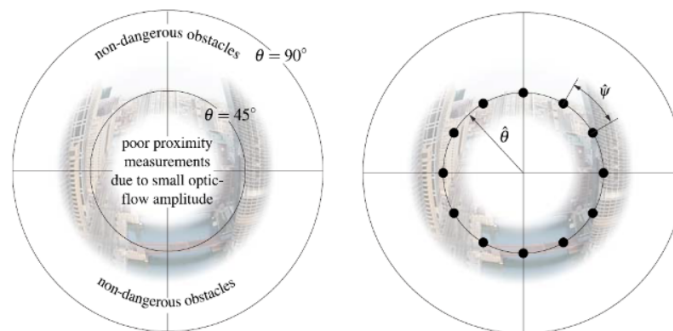 non-dangerous obstacles
θ = 90°
θ = 45°
poor proximity
measurements
due to small optic-
flow amplitude
non-dangerous obstacles
ψ̂
θ̂